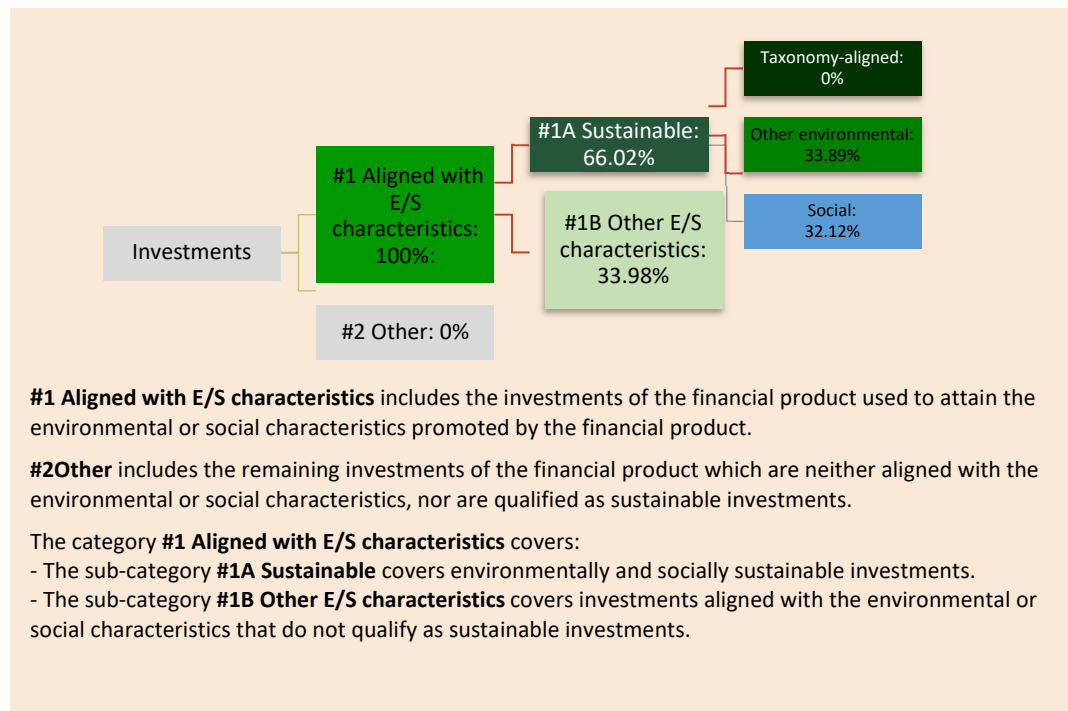 Taxonomy-aligned:
0%
#1A Sustainable:
66.02%
Other environmental:
33.89%
#1 Aligned with
E/S
characteristics:
100%:
#1B Other E/S
characteristics:
33.98%
Social:
32.12%
Investments
#2 Other: 0%
#1 Aligned with E/S characteristics includes the investments of the financial product used to attain the
environmental or social characteristics promoted by the financial product.
#2Other includes the remaining investments of the financial product which are neither aligned with the
environmental or social characteristics, nor are qualified as sustainable investments.
The category #1 Aligned with E/S characteristics covers:
- The sub-category #1A Sustainable covers environmentally and socially sustainable investments.
- The sub-category #1B Other E/S characteristics covers investments aligned with the environmental or
social characteristics that do not qualify as sustainable investments.